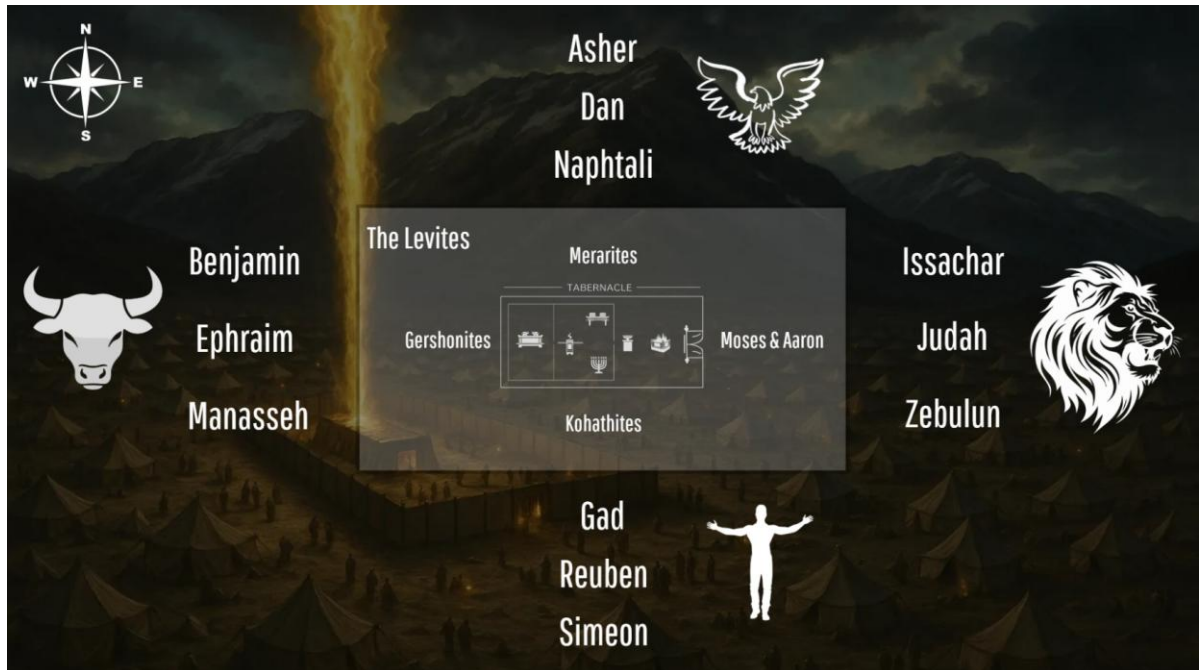 N
W E
S
Asher
Dan
Naphtali
The Levites
Merarites
TABERNACLE
Gershonites
Moses & Aaron
Kohathites
Benjamin
Ephraim
Manasseh
Issachar
Judah
Zebulun
Gad
Reuben
Simeon